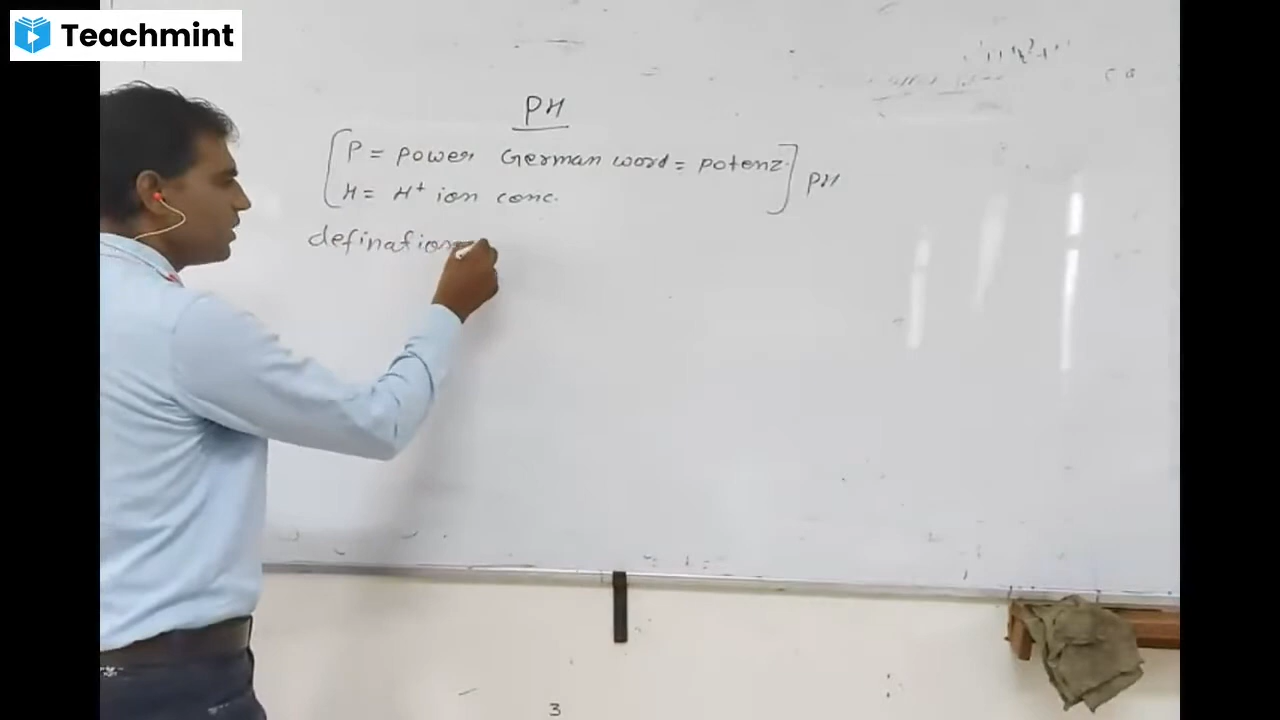 Teachmint
PH
P = power German word = potenz
H = H⁺ ion conc.
PH
defination
3